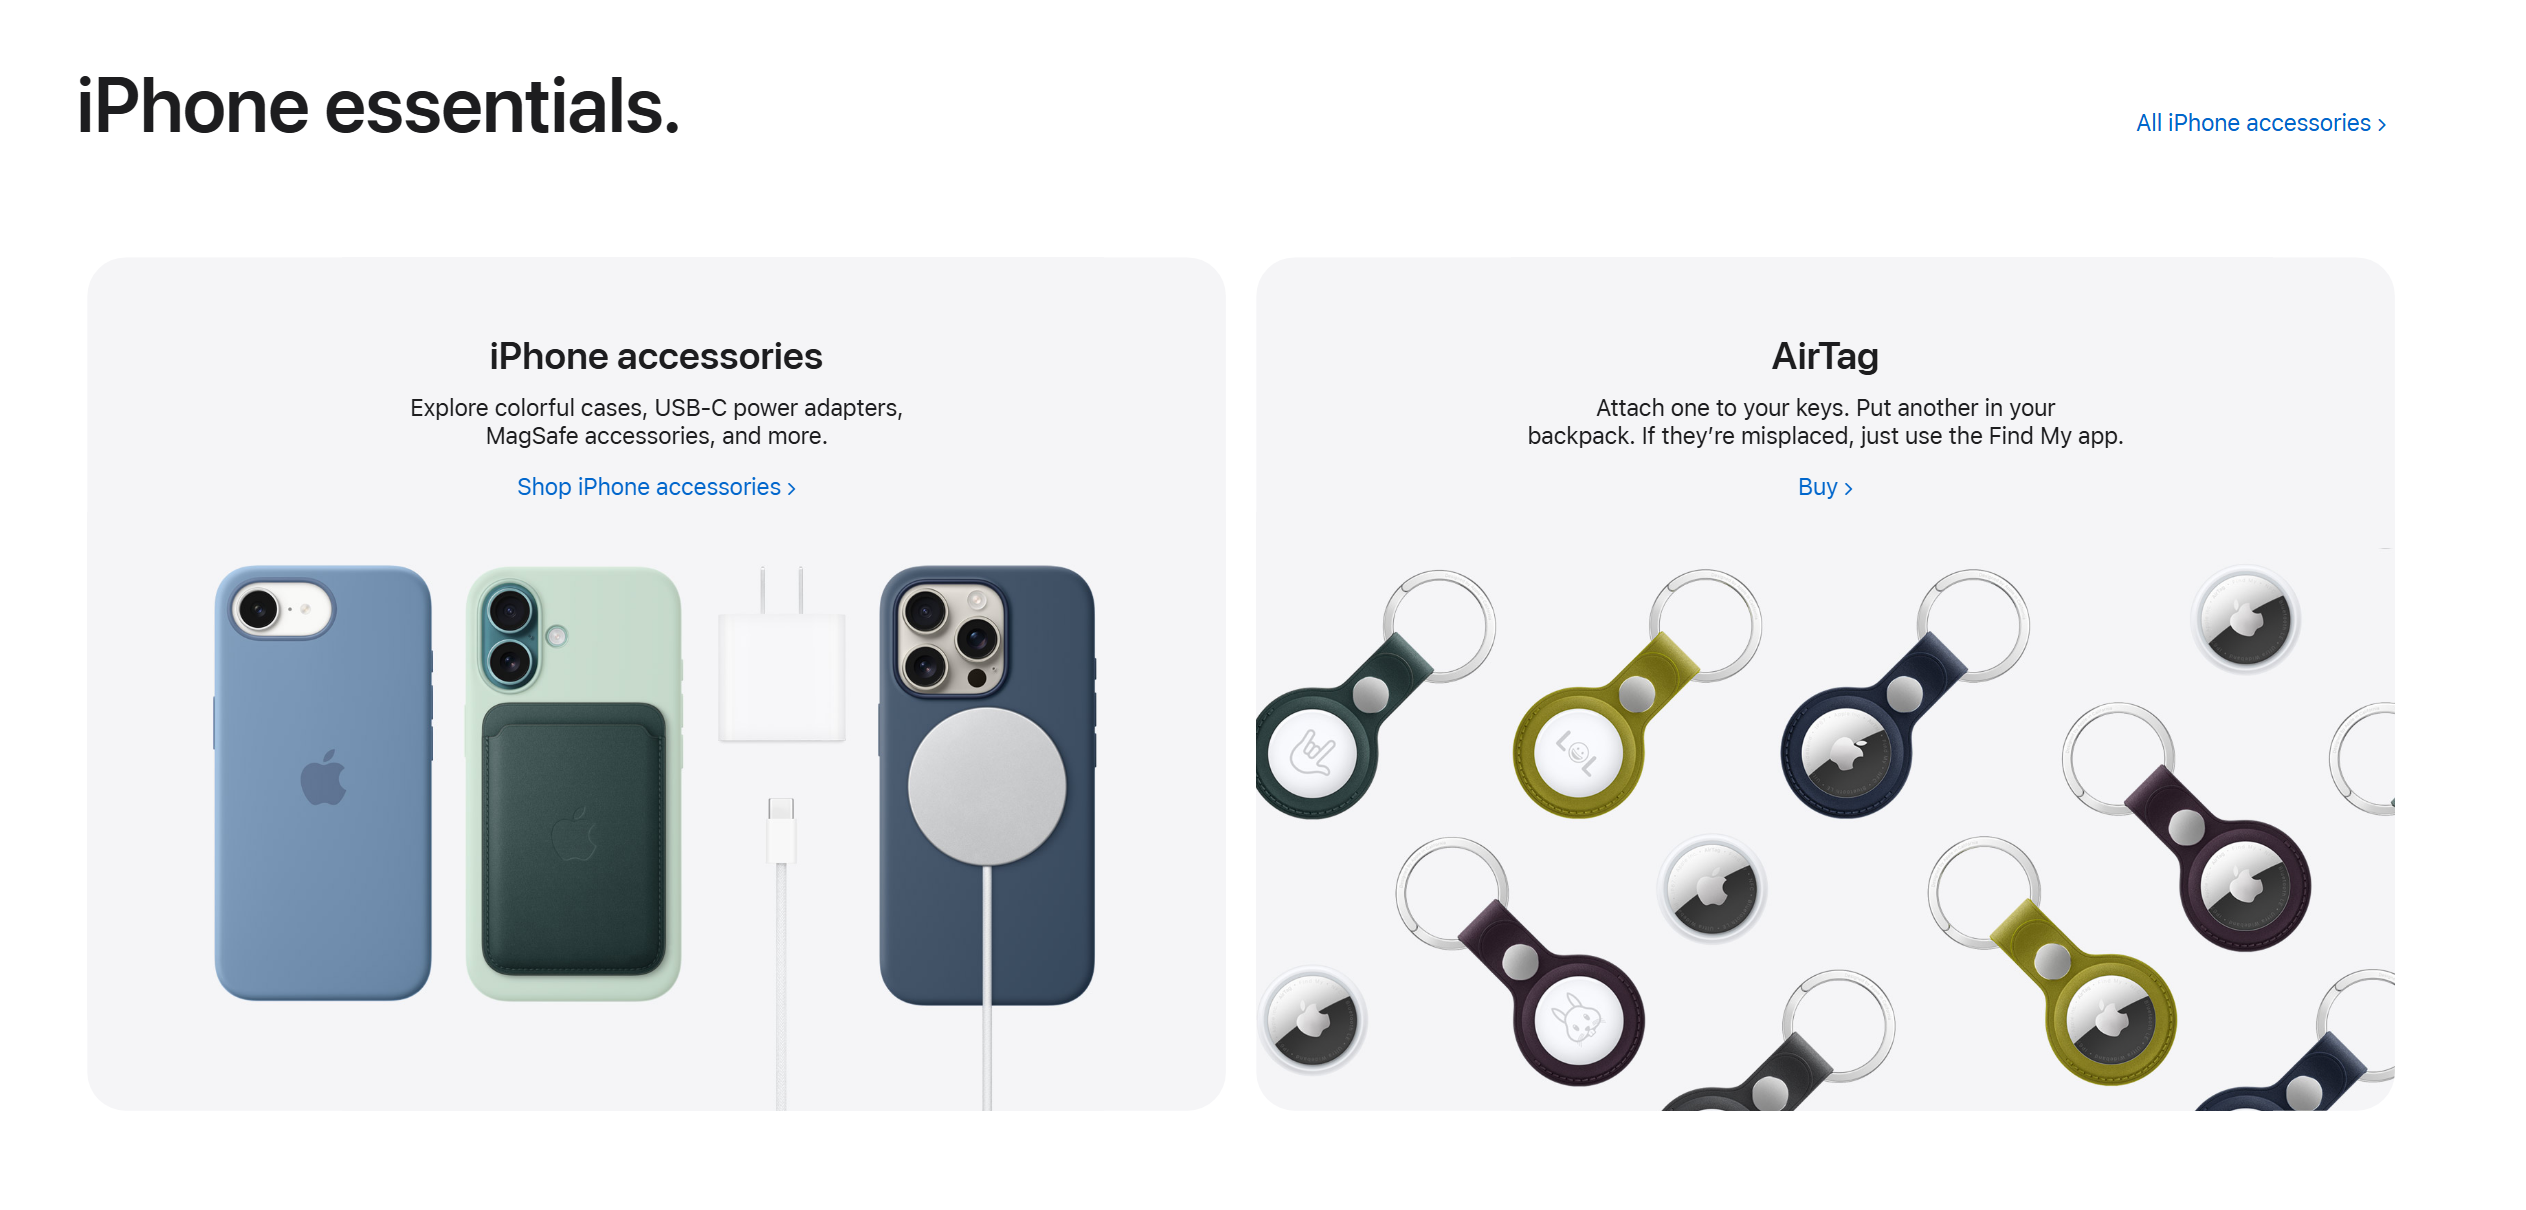 iPhone essentials.
All iPhone accessories >
iPhone accessories
Explore colorful cases, USB-C power adapters,
MagSafe accessories, and more.
Shop iPhone accessories >
AirTag
Attach one to your keys. Put another in your
backpack. If they’re misplaced, just use the Find My app.
Buy >
LOL